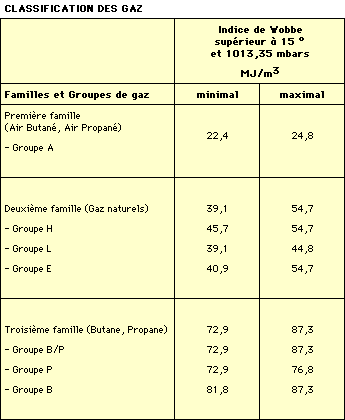 CLASSIFICATION DES GAZ
Indice de Wobbe
supérieur à 15 °
et 1013,35 mbars
MJ/m3
Familles et Groupes de gaz minimal maximal
Première famille
(Air Butané, Air Propané)
22,4 24,8
- Groupe A
Deuxième famille (Gaz naturels) 39,1 54,7
- Groupe H 45,7 54,7
- Groupe L 39,1 44,8
- Groupe E 40,9 54,7
Troisième famille (Butane, Propane) 72,9 87,3
- Groupe B/P 72,9 87,3
- Groupe P 72,9 76,8
- Groupe B 81,8 87,3